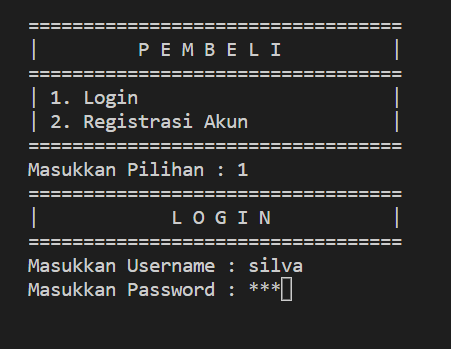 ==================================
|         P E M B E L I          |
==================================
| 1. Login                       |
| 2. Registrasi Akun             |
==================================
Masukkan Pilihan : 1
==================================
|            L O G I N           |
==================================
Masukkan Username : silva
Masukkan Password : ***